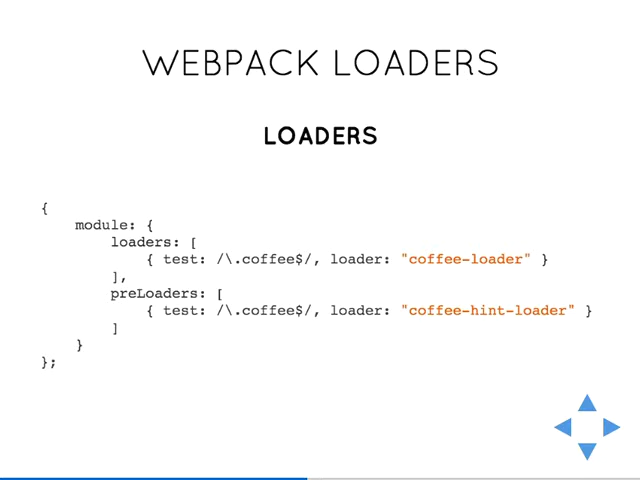 WEBPACK LOADERS
LOADERS
{
    module: {
        loaders: [
            { test: /\.coffee$/, loader: "coffee-loader" }
        ],
        preLoaders: [
            { test: /\.coffee$/, loader: "coffee-hint-loader" }
        ]
    }
};